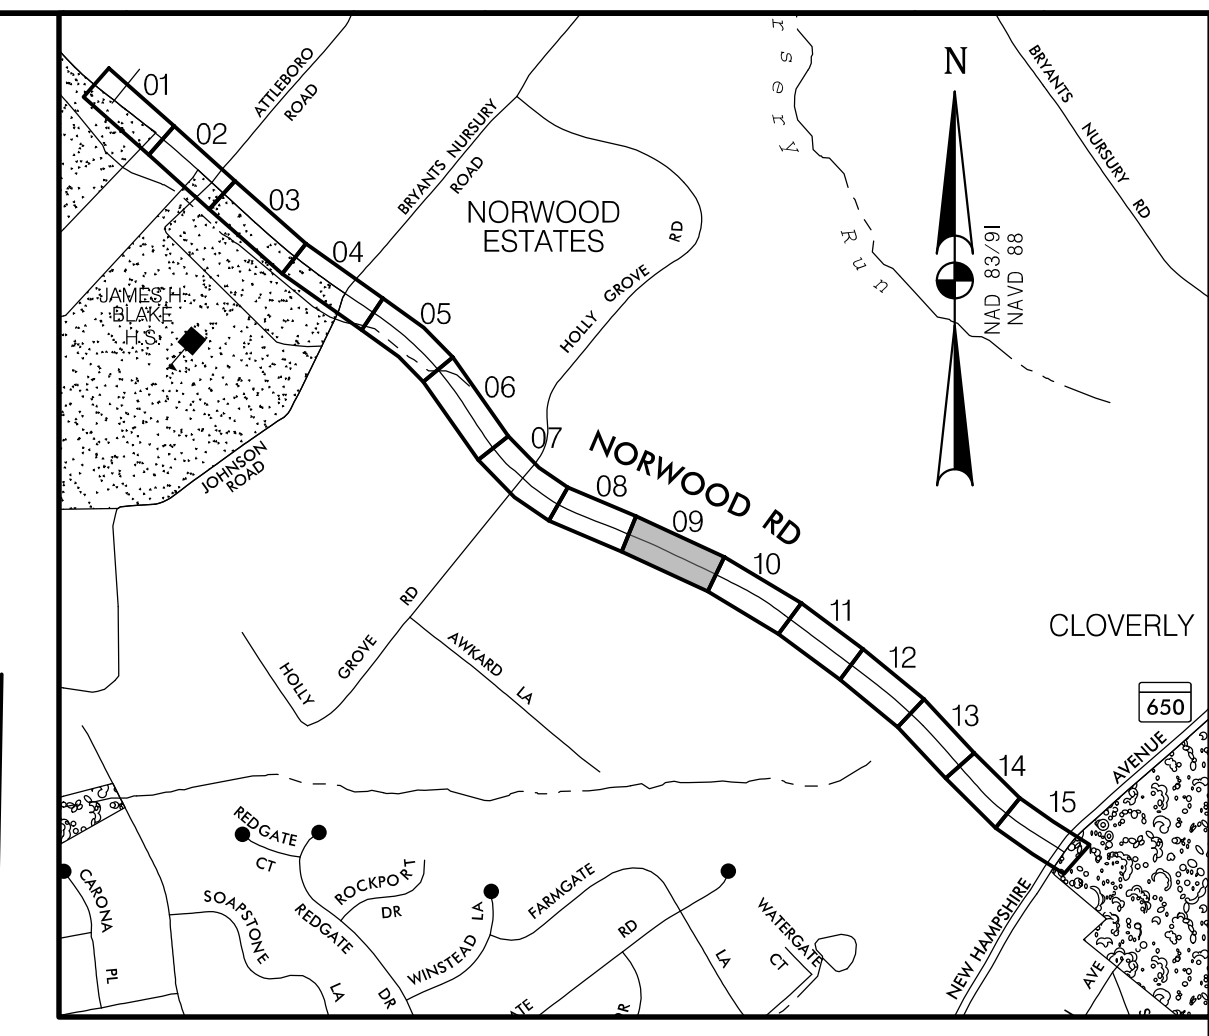 01
02
03
04
05
06
07
08
09
10
11
12
13
14
15
ATTLEBORO
ROAD
BRYANTS NURSURY
ROAD
NORWOOD
ESTATES
HOLLY GROVE RD
rsery Run
N
NAD 83/91
NAVD 88
BRYANTS NURSURY RD
JAMES H.
BLAKE
H.S.
JOHNSON
ROAD
NORWOOD RD
HOLLY GROVE RD
AWKARD LA
CLOVERLY
650
NEW HAMPSHIRE AVENUE
REDGATE
CT
ROCKPORT
DR
CARONA PL
SOAPSTONE LA
REDGATE DR
WINSTEAD LA
FARMGATE LA
RD
WATERGATE
CT
AVE